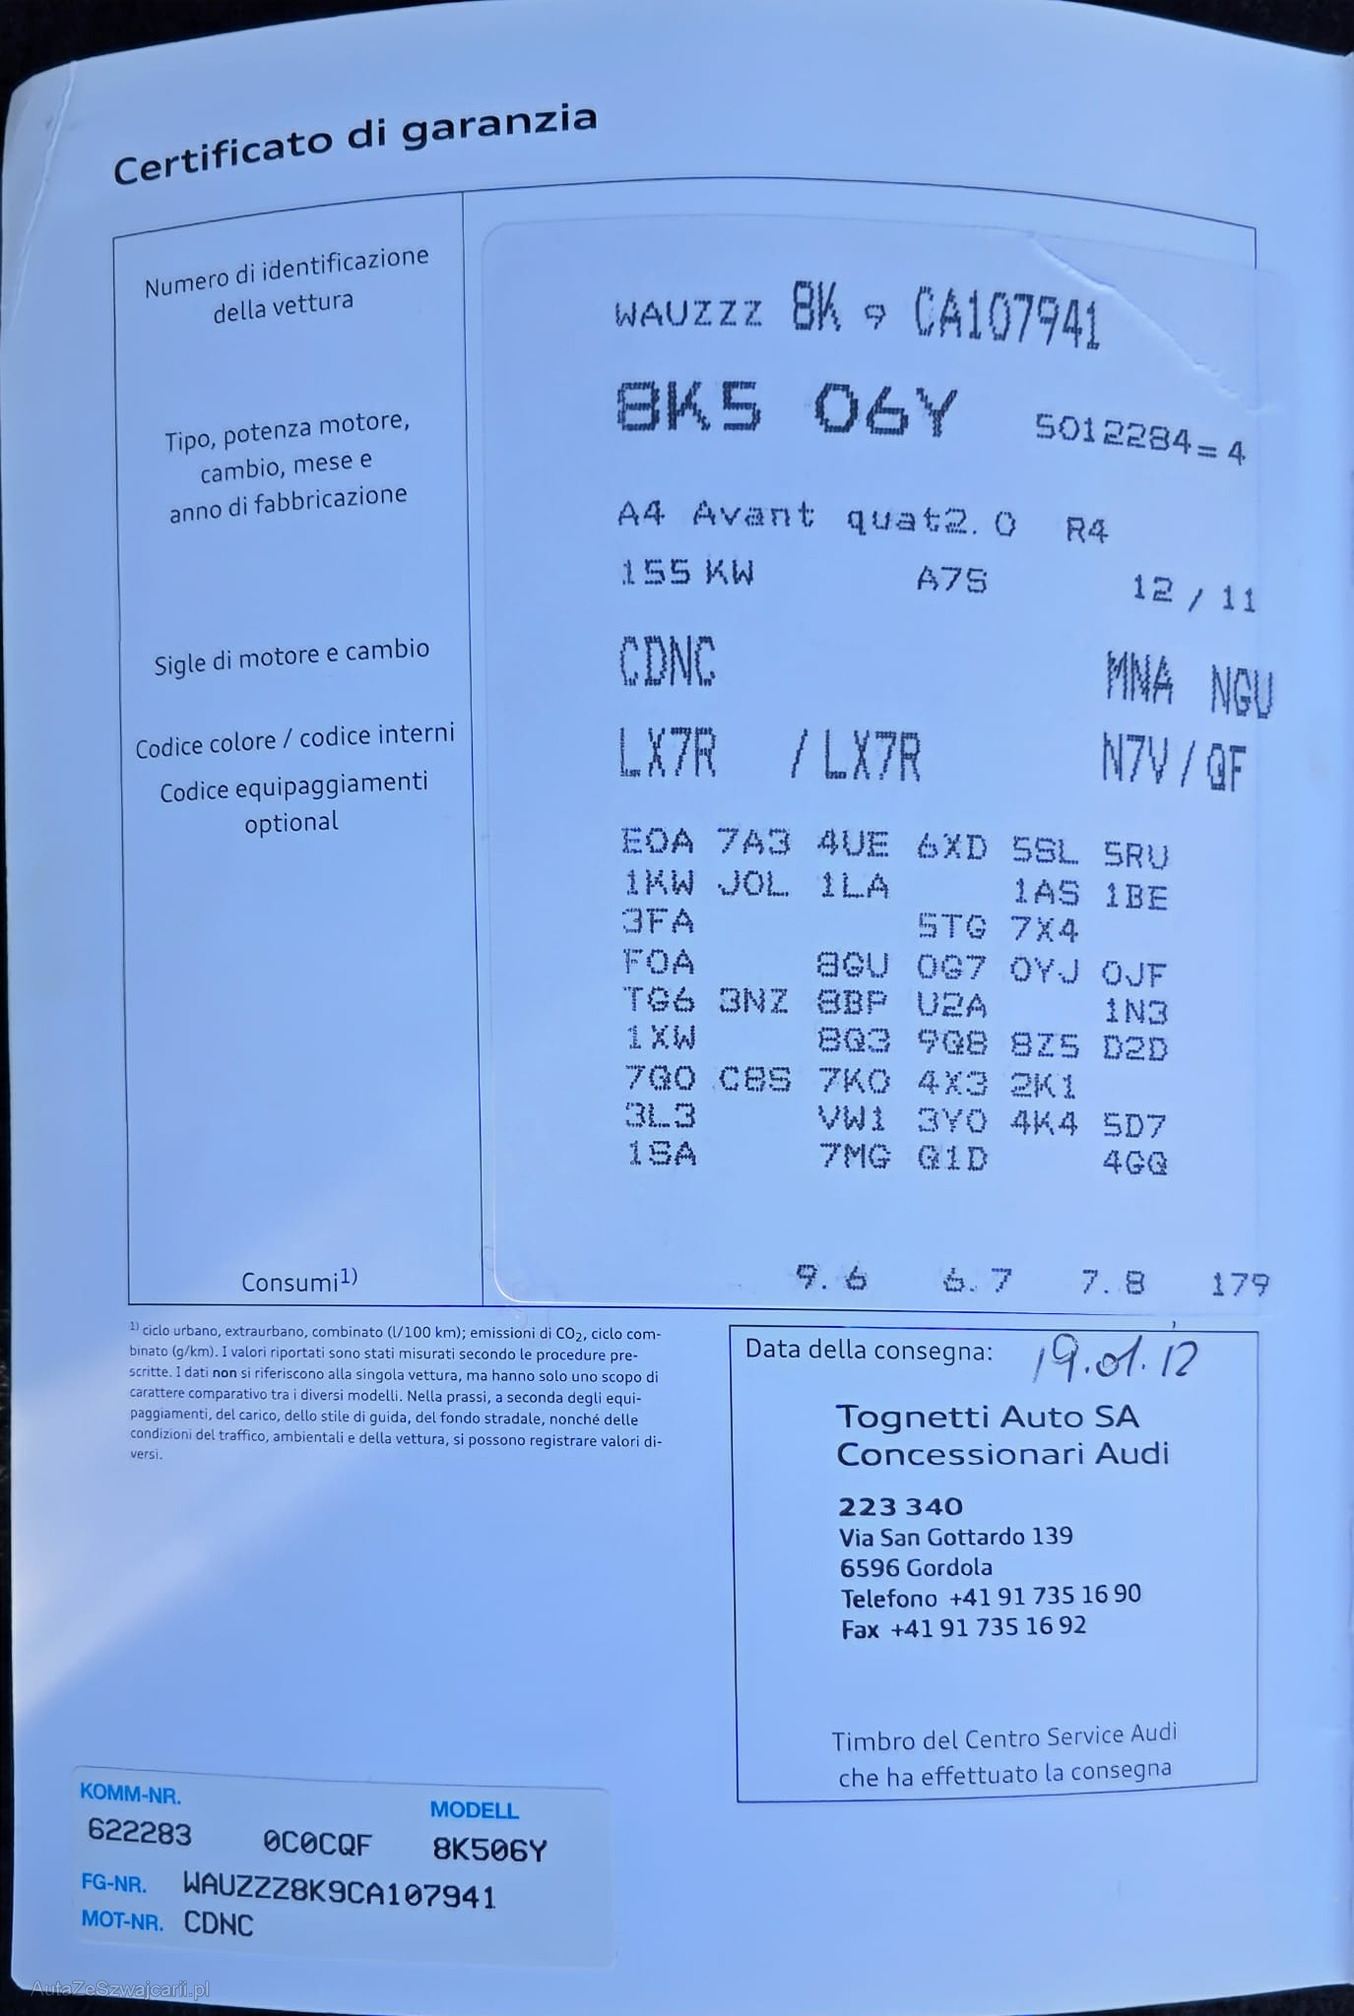 Certificato di garanzia
Numero di identificazione
della vettura
WAUZZZ 8K 9 CA107941
8K5 06Y S012284=4
Tipo, potenza motore,
cambio, mese e
anno di fabbricazione
A4 Avant quat2.0 R4
155 KW A7S 12 / 11
Sigle di motore e cambio
CDNC MNA NGU
Codice colore / codice interni
LX7R / LX7R N7V / QF
Codice equipaggiamenti
optional
E0A 7A3 4UE 6XD 5SL 5RU
1KW J0L 1LA 1AS 1BE
3FA 5TG 7X4
F0A 8GU 0G7 0YJ 0JF
TG6 3NZ 8BP U2A 1N3
1XW 8Q3 9Q8 8Z5 D2D
7G0 C8S 7K0 4X3 2K1
3L3 VW1 3Y0 4K4 5D7
1SA 7MG Q1D 4GQ
Consumi1) 9.6 6.7 7.8 179
1) ciclo urbano, extraurbano, combinato (l/100 km); emissioni di CO2, ciclo com-
binato (g/km). I valori riportati sono stati misurati secondo le procedure pre-
scritte. I dati non si riferiscono alla singola vettura, ma hanno solo uno scopo di
carattere comparativo tra i diversi modelli. Nella prassi, a seconda degli equi-
paggiamenti, del carico, dello stile di guida, del fondo stradale, nonché delle
condizioni del traffico, ambientali e della vettura, si possono registrare valori di-
versi.
Data della consegna: 19.01.12
Tognetti Auto SA
Concessionari Audi
223 340
Via San Gottardo 139
6596 Gordola
Telefono +41 91 735 16 90
Fax +41 91 735 16 92
Timbro del Centro Service Audi
che ha effettuato la consegna
KOMM-NR. MODELL
622283 0C0CQF 8K506Y
FG-NR. WAUZZZ8K9CA107941
MOT-NR. CDNC
AutaZeSzwajcarii.pl